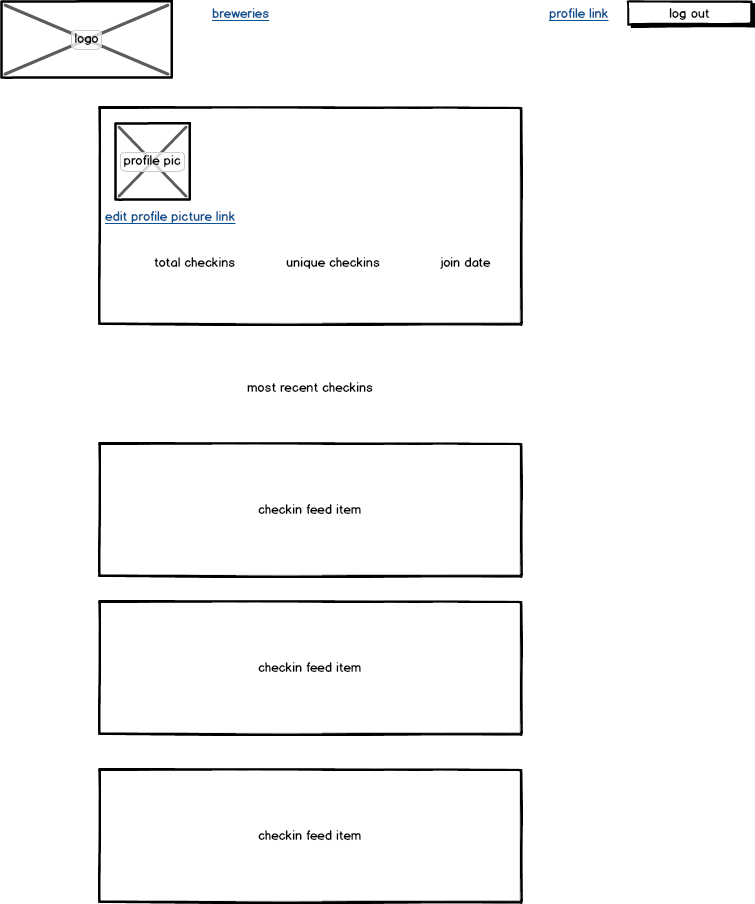 logo
breweries
profile link
log out
profile pic
edit profile picture link
total checkins
unique checkins
join date
most recent checkins
checkin feed item
checkin feed item
checkin feed item